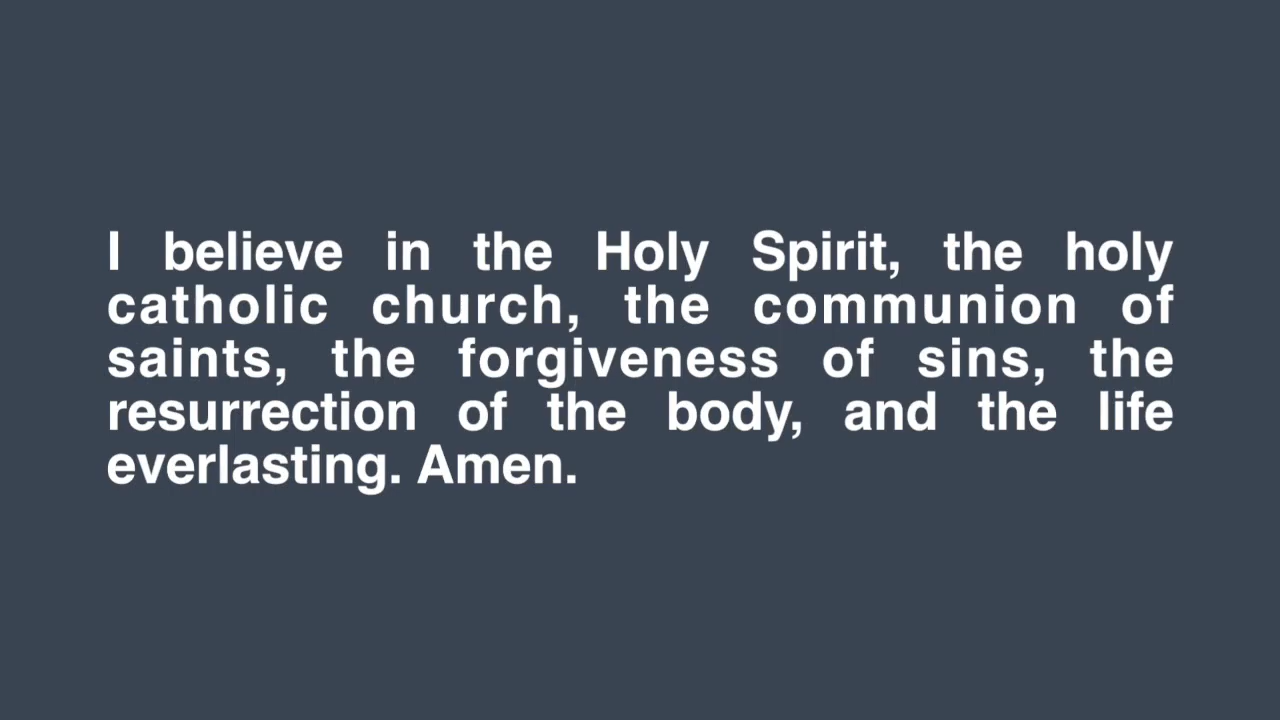 I believe in the Holy Spirit, the holy
catholic church, the communion of
saints, the forgiveness of sins, the
resurrection of the body, and the life
everlasting. Amen.